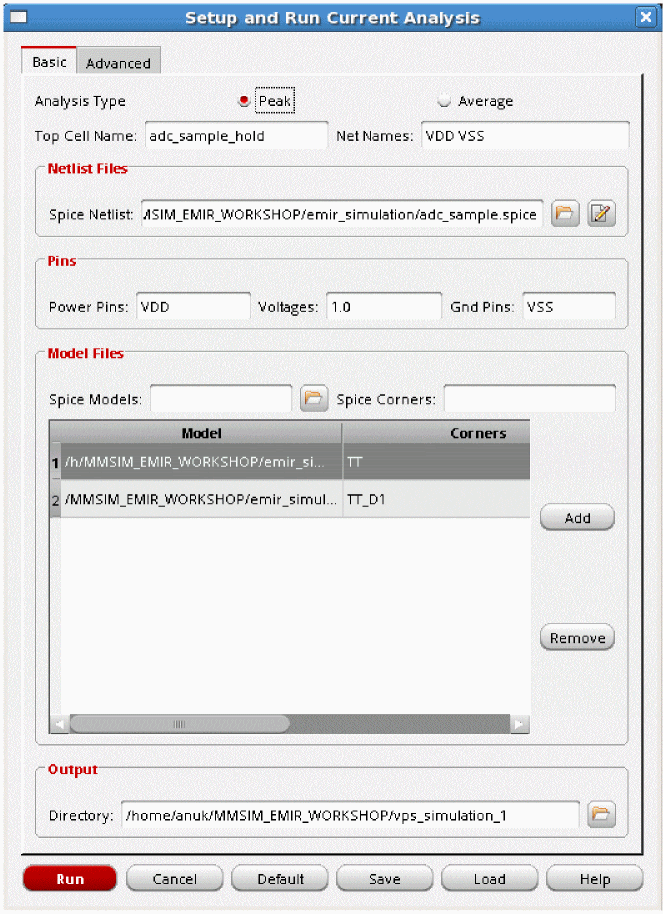 Setup and Run Current Analysis
Basic Advanced
Analysis Type Peak Average
Top Cell Name: adc_sample_hold Net Names: VDD VSS
Netlist Files
Spice Netlist: MSIM_EMIR_WORKSHOP/emir_simulation/adc_sample.spice
Pins
Power Pins: VDD Voltages: 1.0 Gnd Pins: VSS
Model Files
Spice Models: Spice Corners:
Model Corners
1 /h/MMSIM_EMIR_WORKSHOP/emir_si... TT
2 /MMSIM_EMIR_WORKSHOP/emir_simul... TT_D1
Add
Remove
Output
Directory: /home/anuk/MMSIM_EMIR_WORKSHOP/vps_simulation_1
Run Cancel Default Save Load Help